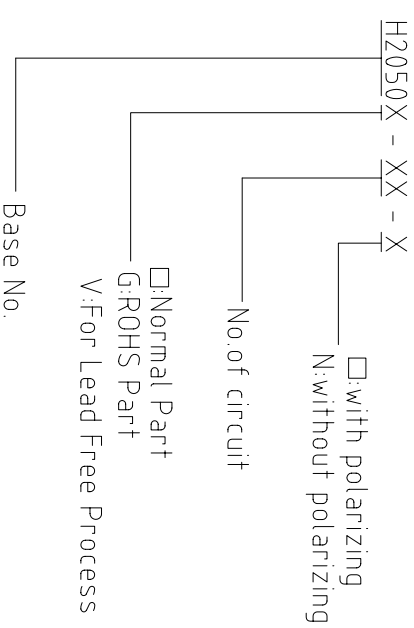 H2050X - XX - X
□:with polarizing
N:without polarizing
No.of circuit
□:Normal Part
G:ROHS Part
V:For Lead Free Process
Base No.